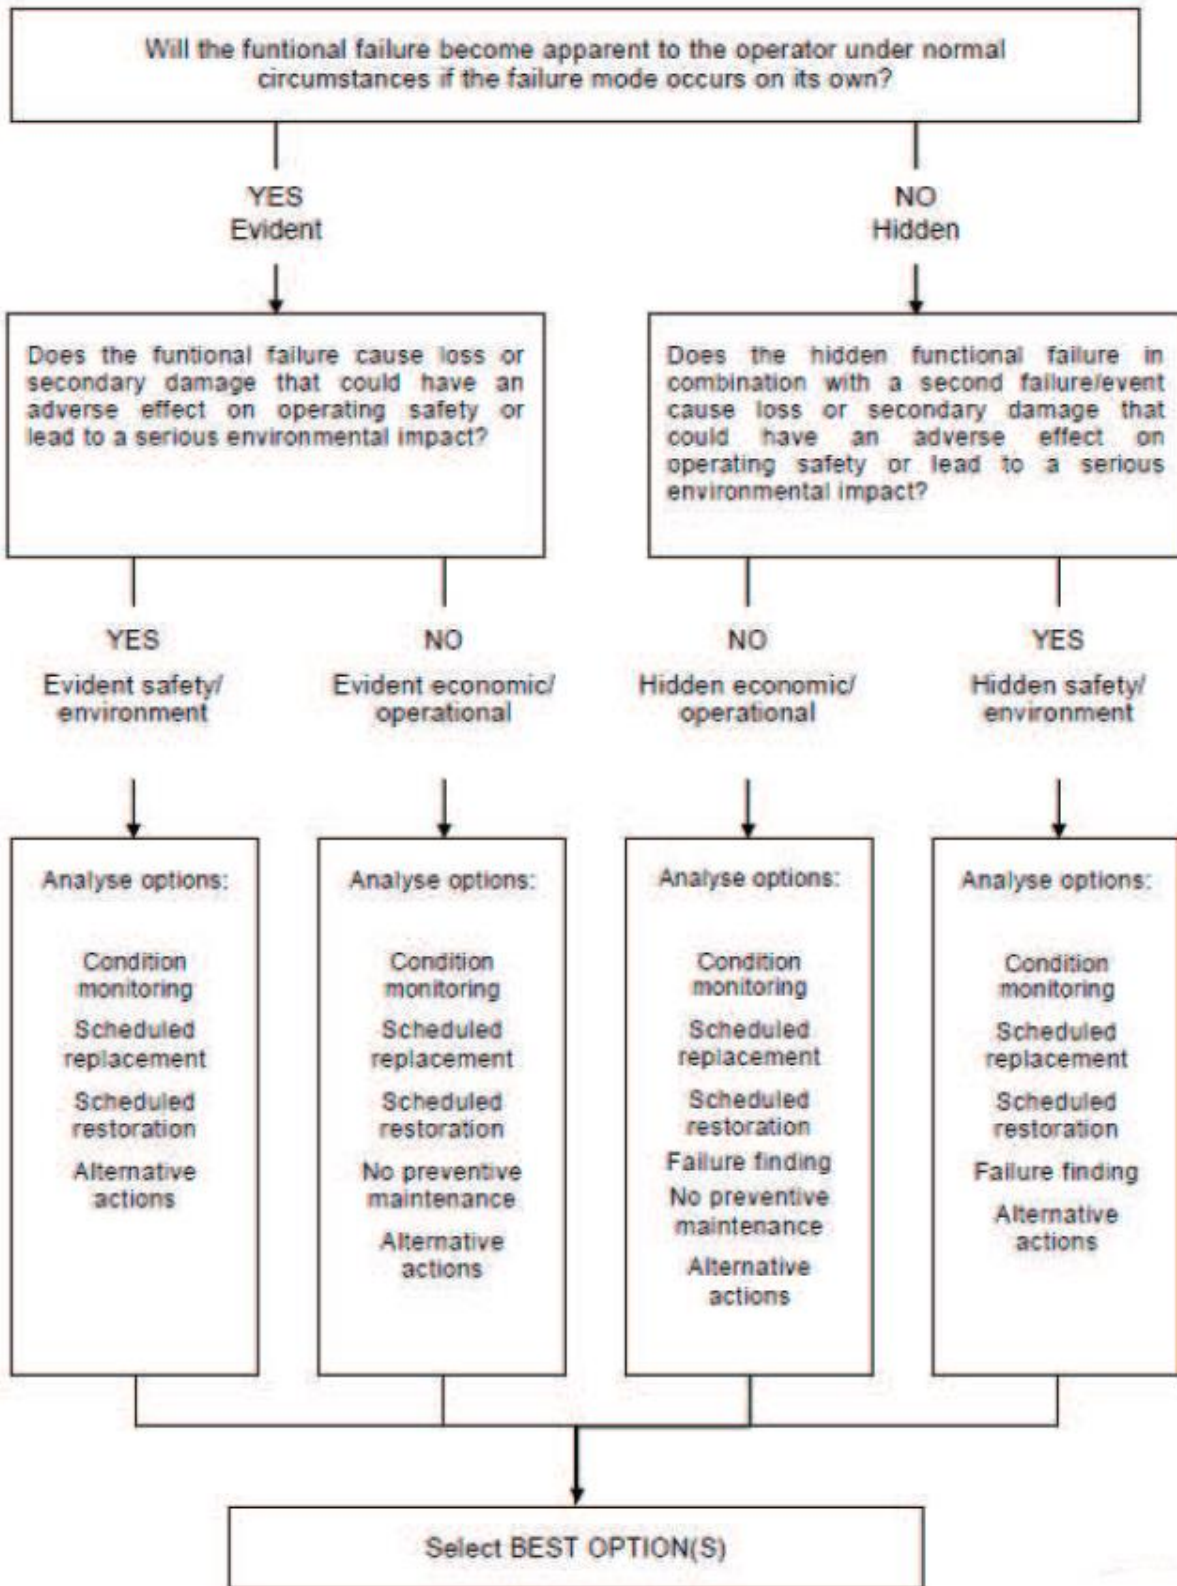 Will the funtional failure become apparent to the operator under normal
circumstances if the failure mode occurs on its own?
YES
Evident
NO
Hidden
Does the funtional failure cause loss or
secondary damage that could have an
adverse effect on operating safety or
lead to a serious environmental impact?
Does the hidden functional failure in
combination with a second failure/event
cause loss or secondary damage that
could have an adverse effect on
operating safety or lead to a serious
environmental impact?
YES
Evident safety/
environment
NO
Evident economic/
operational
NO
Hidden economic/
operational
YES
Hidden safety/
environment
Analyse options:
Condition
monitoring
Scheduled
replacement
Scheduled
restoration
Alternative
actions
Analyse options:
Condition
monitoring
Scheduled
replacement
Scheduled
restoration
No preventive
maintenance
Alternative
actions
Analyse options:
Condition
monitoring
Scheduled
replacement
Scheduled
restoration
Failure finding
No preventive
maintenance
Alternative
actions
Analyse options:
Condition
monitoring
Scheduled
replacement
Scheduled
restoration
Failure finding
Alternative
actions
Select BEST OPTION(S)